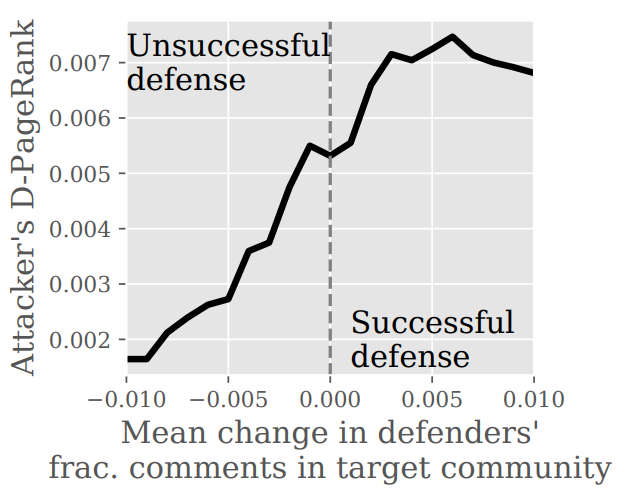 Attacker's D-PageRank
0.007
0.006
0.005
0.004
0.003
0.002
Unsuccessful
defense
Successful
defense
−0.010 −0.005 0.000 0.005 0.010
Mean change in defenders'
frac. comments in target community